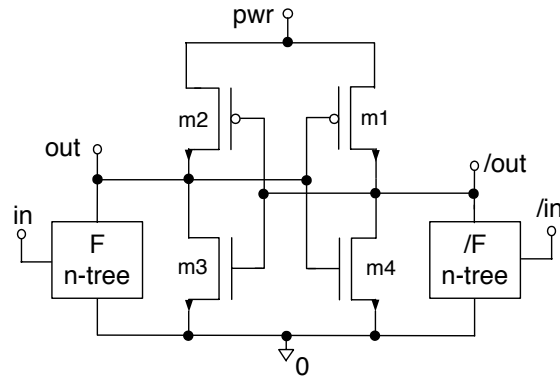 pwr
m2
m1
out
/out
in
/in
F
n-tree
m3
m4
/F
n-tree
0